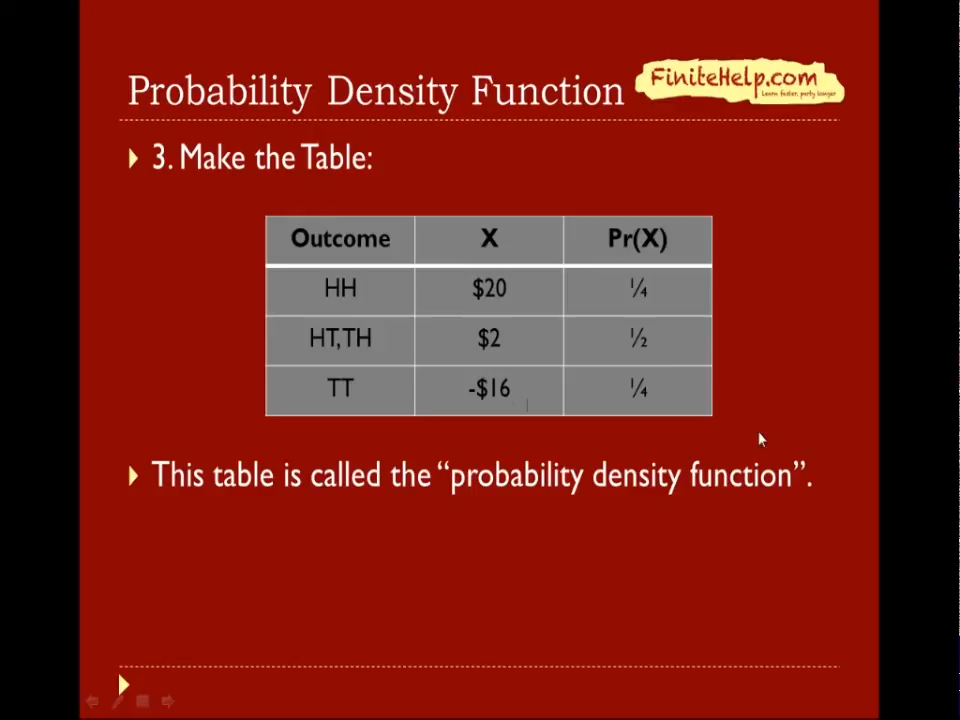 Probability Density Function
FiniteHelp.com
Learn faster, party longer
3. Make the Table:
Outcome X Pr(X)
HH $20 ¼
HT,TH $2 ½
TT -$16 ¼
This table is called the “probability density function”.